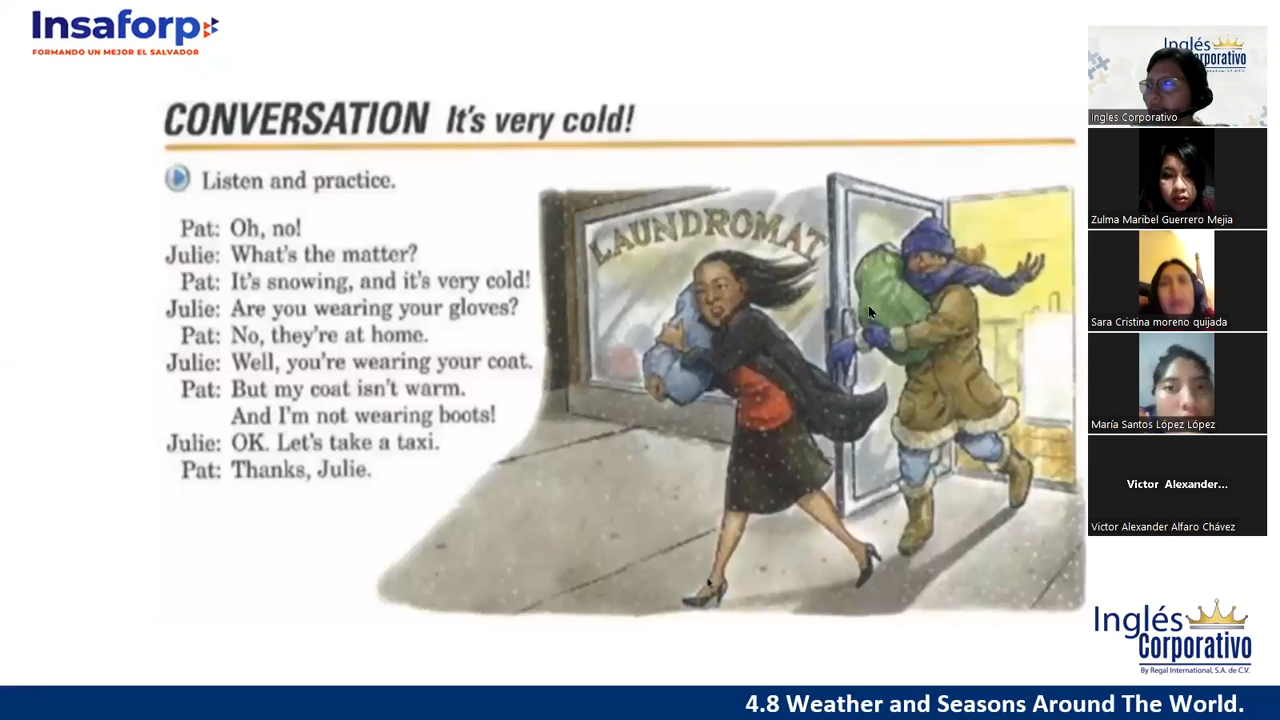 Insaforp
FORMANDO UN MEJOR EL SALVADOR
CONVERSATION It's very cold!
Listen and practice.
Pat: Oh, no!
Julie: What's the matter?
Pat: It's snowing, and it's very cold!
Julie: Are you wearing your gloves?
Pat: No, they're at home.
Julie: Well, you're wearing your coat.
Pat: But my coat isn't warm.
And I'm not wearing boots!
Julie: OK. Let's take a taxi.
Pat: Thanks, Julie.
LAUNDROMAT
Inglés
Corporativo
Ingles Corporativo
Zulma Maribel Guerrero Mejia
Sara Cristina moreno quijada
María Santos López López
Victor Alexander...
Victor Alexander Alfaro Chávez
Inglés
Corporativo
By Regal International, S.A. de C.V.
4.8 Weather and Seasons Around The World.